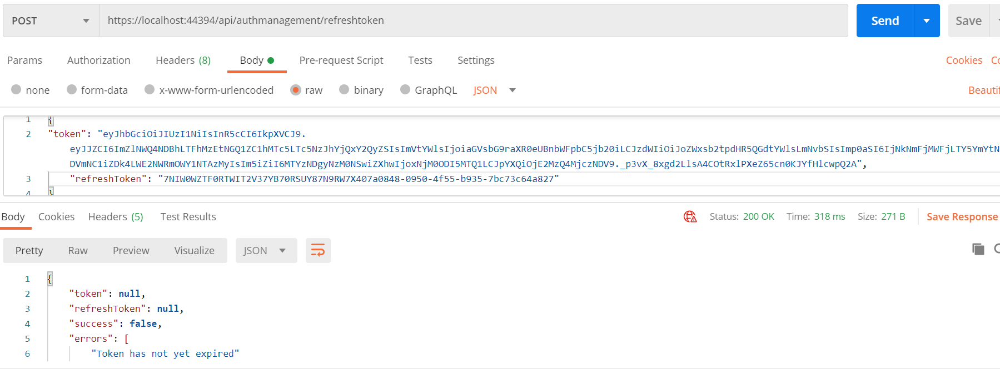 POST https://localhost:44394/api/authmanagement/refreshtoken Send Save
Params Authorization Headers (8) Body Pre-request Script Tests Settings Cookies Co
none form-data x-www-form-urlencoded raw binary GraphQL JSON Beautif
1 {
2 "token": "eyJhbGciOiJIUzI1NiIsInR5cCI6IkpXVCJ9.
eyJJZCI6ImZlNWQ4NDBhLTFhMzEtNGQ1ZC1hMTc5LTc5NzJhYjQxY2QyZSIsImVtYWlsIjoiaGVsbG9raXR0eUBnbWFpbC5jb20iLCJzdWIiOiJoZWxsb2tpdHR5QGdtYWlsLmNvbSIsImp0aSI6IjNkNmFjMWFjLTY5YmYtN
DVmNC1iZDk4LWE2NWRmOWY1NTAzMyIsIm5iZiI6MTYzNDgyNzM0NSwiZXhwIjoxNjM0ODI5MTQ1LCJpYXQiOjE2MzQ4MjczNDV9._p3vX_8xgd2LlsA4COtRxlPXeZ65cn0KJYfHlcwpQ2A",
3 "refreshToken": "7NIW0WZTF0RTWIT2V37YB70RSUY87N9RW7X407a0848-0950-4f55-b935-7bc73c64a827"
4 }
Body Cookies Headers (5) Test Results Status: 200 OK Time: 318 ms Size: 271 B Save Response
Pretty Raw Preview Visualize JSON
1 {
2 "token": null,
3 "refreshToken": null,
4 "success": false,
5 "errors": [
6 "Token has not yet expired"